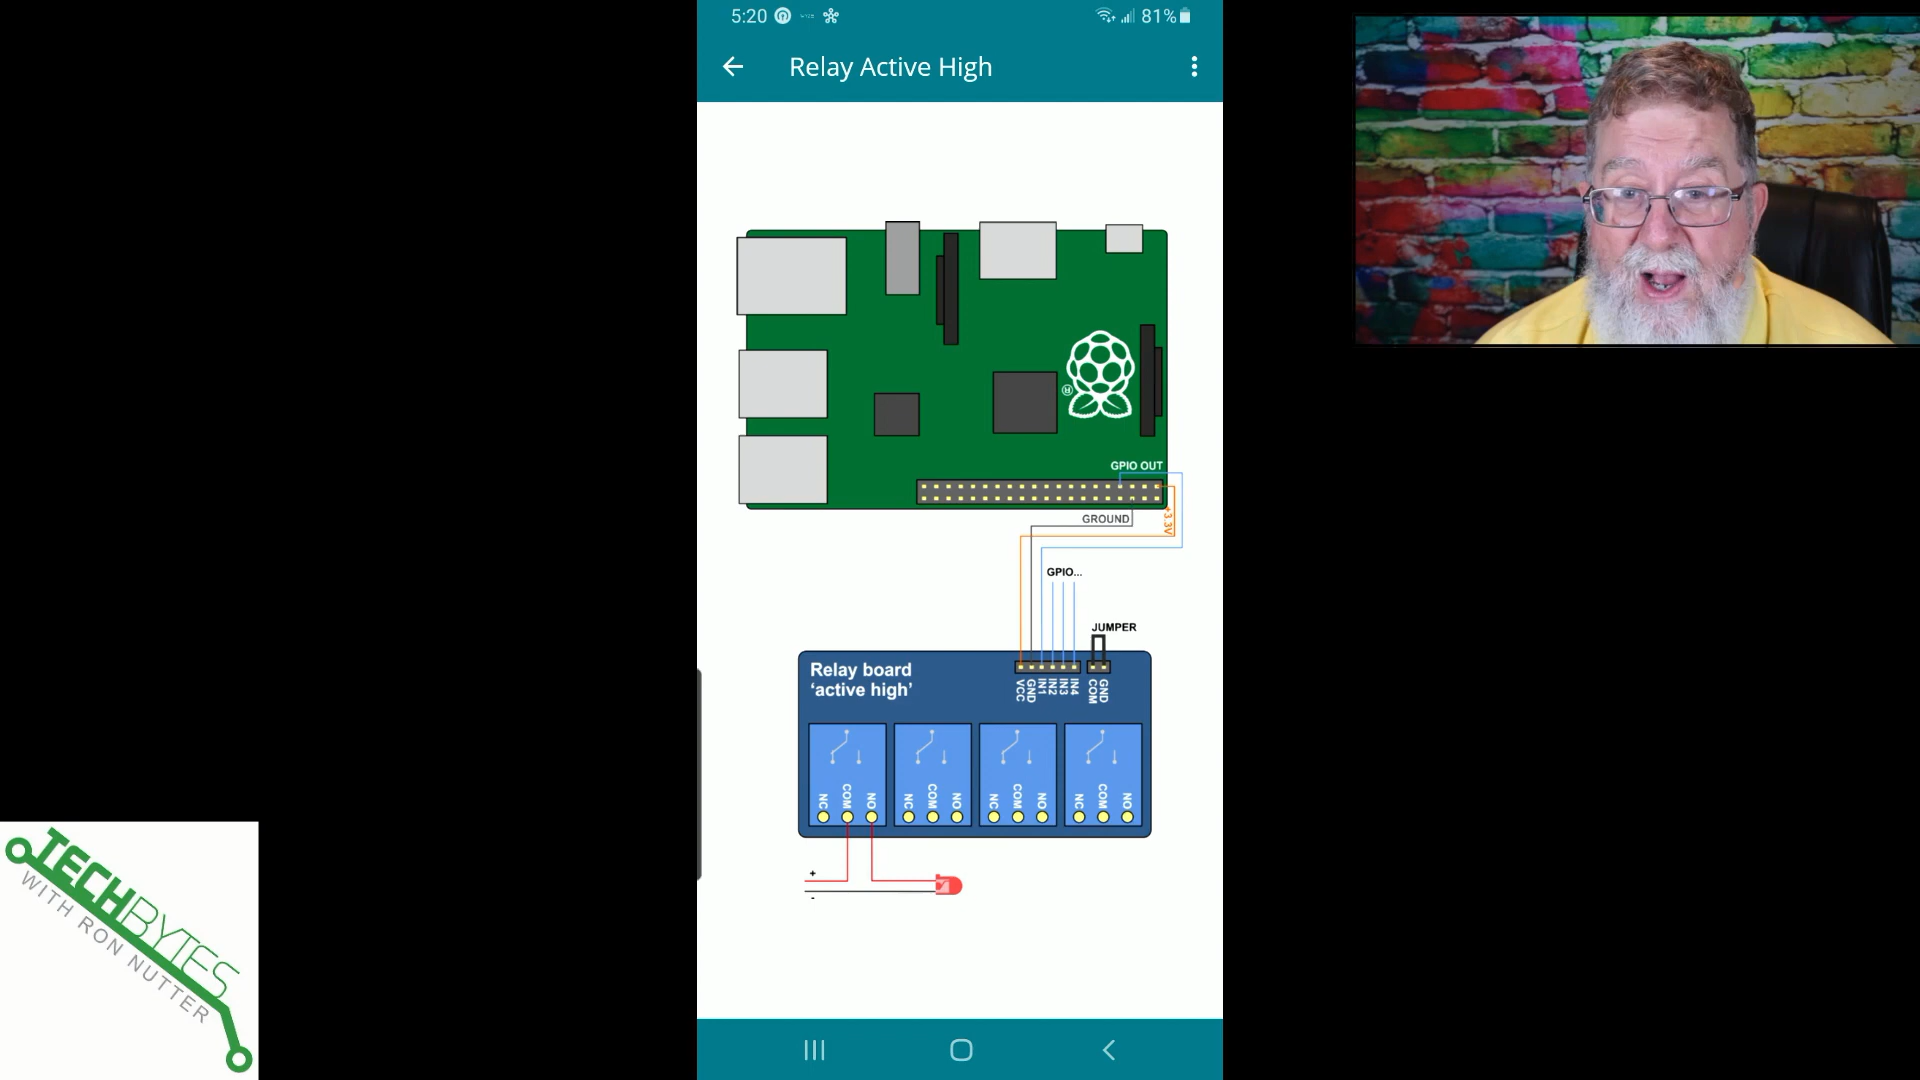 5:20
81%
Relay Active High
GPIO OUT
GROUND
+3.3V
GPIO...
JUMPER
Relay board
'active high'
VCC
GND
IN1
IN2
IN3
IN4
COM
GND
NC
COM
NO
NC
COM
NO
NC
COM
NO
NC
COM
NO
+
-
TECHBYTES
WITH RON NUTTER